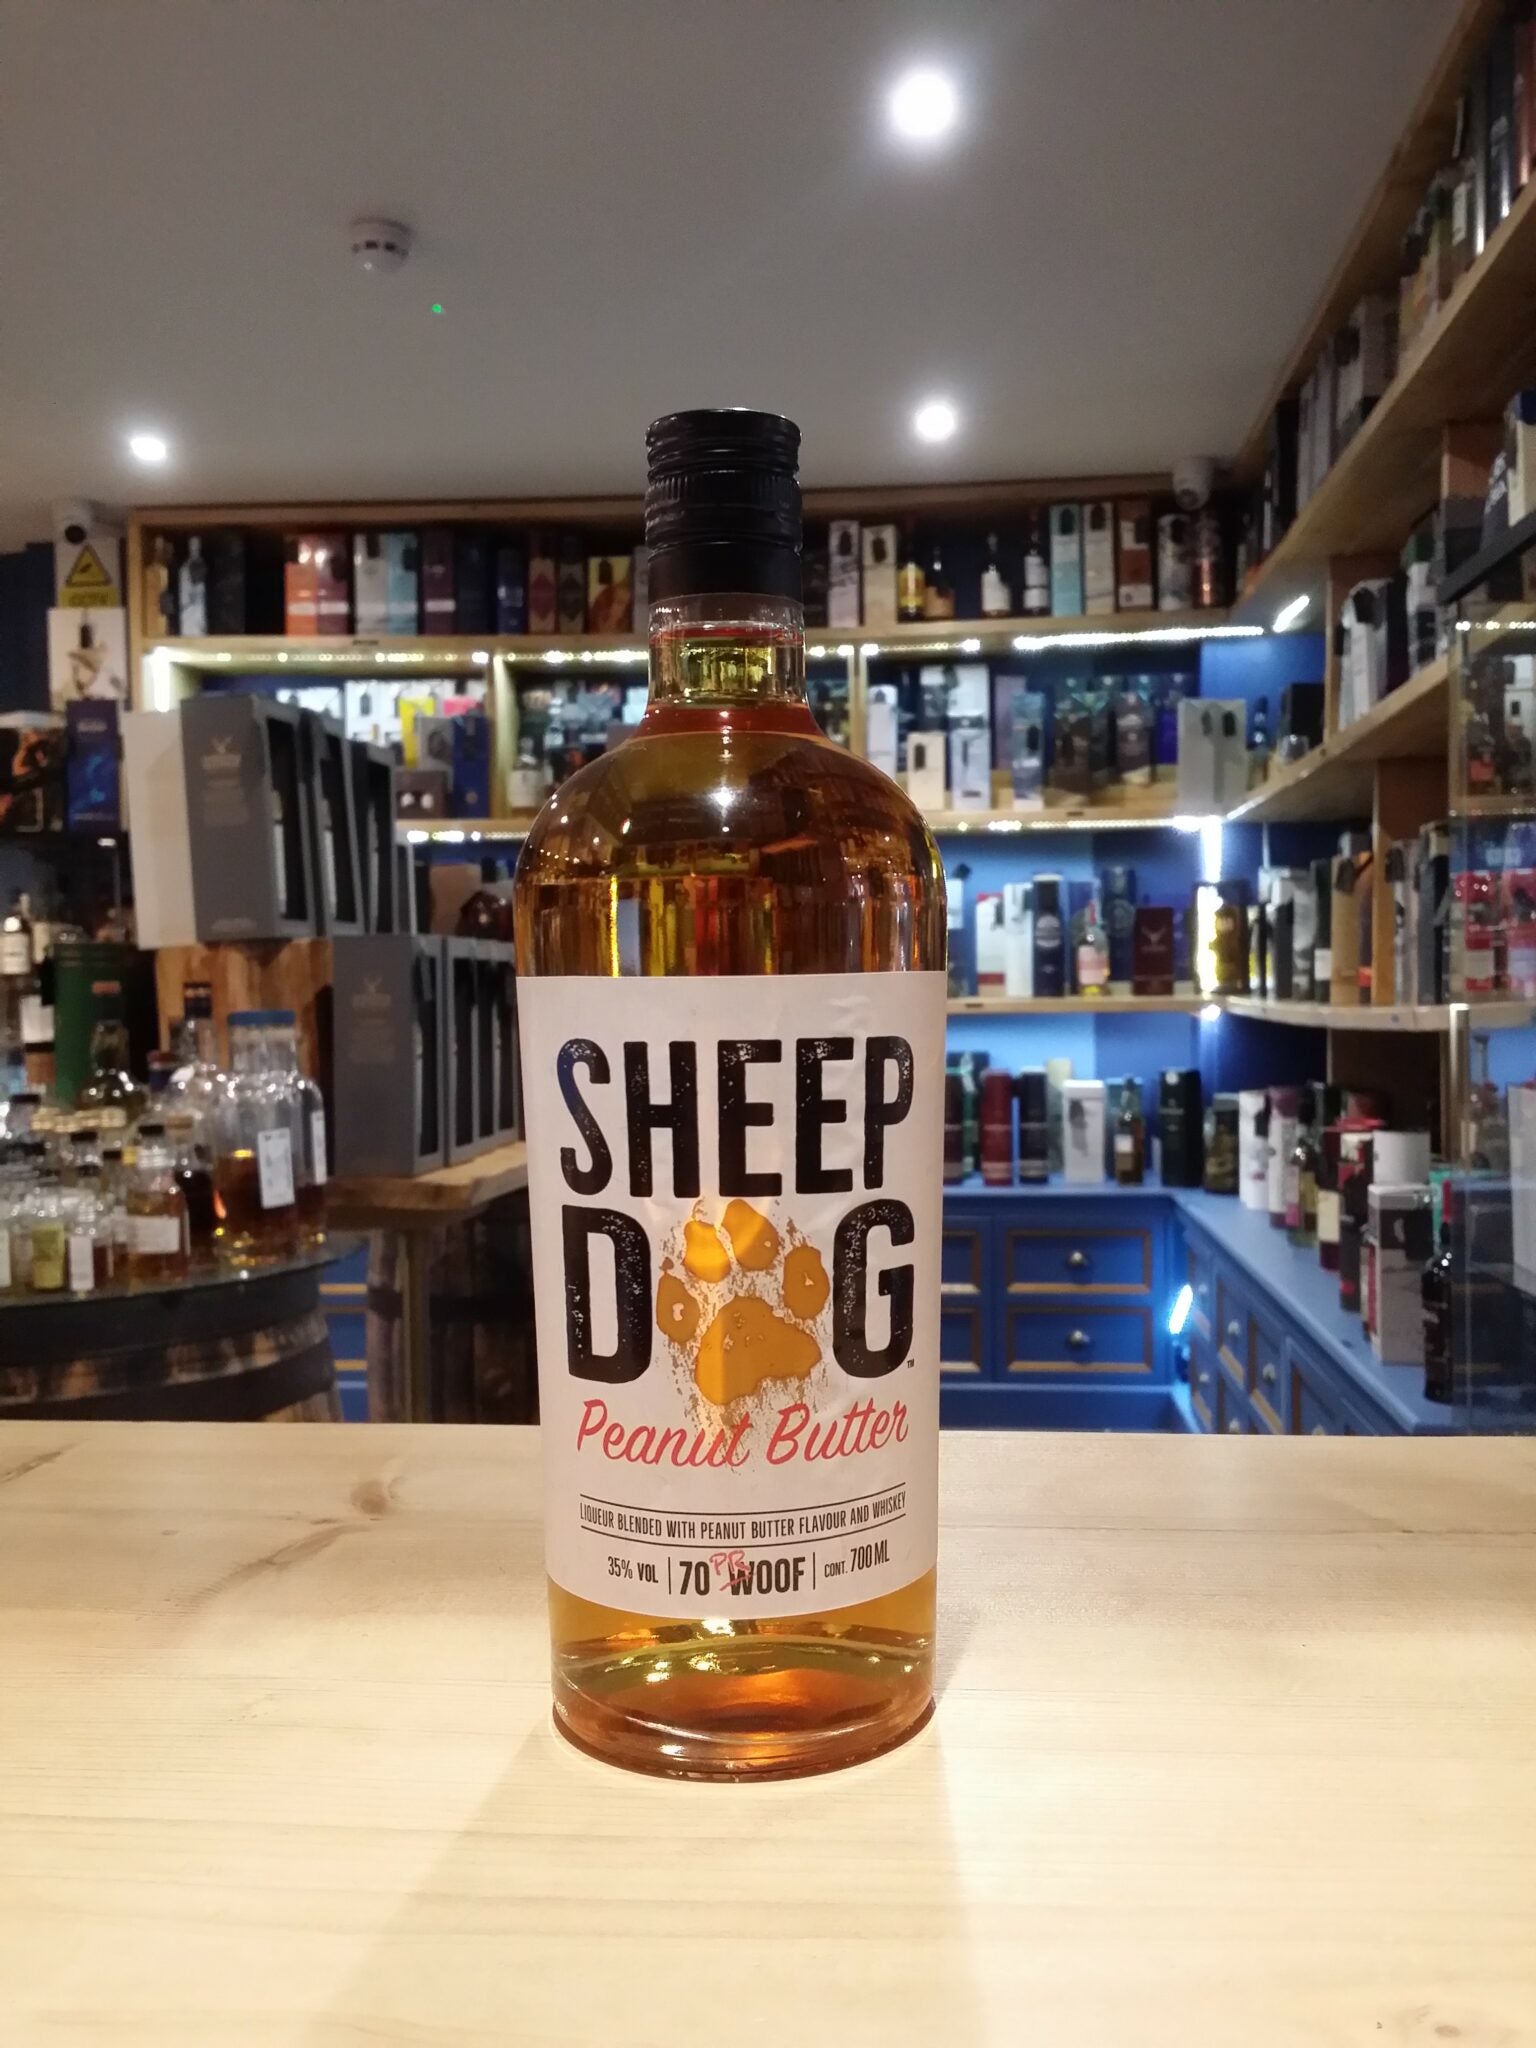 SHEEP
DOG
™
Peanut Butter
LIQUEUR BLENDED WITH PEANUT BUTTER FLAVOUR AND WHISKEY
35% VOL | 70 PR WOOF | CONT. 700 ML